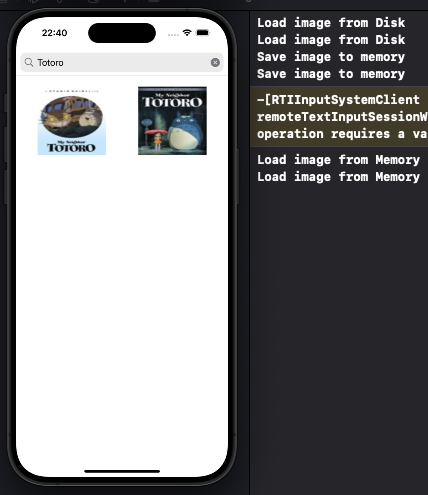 22:40
Totoro
My Neighbor
TOTORO
My Neighbor
TOTORO
Load image from Disk
Load image from Disk
Save image to memory
Save image to memory
-[RTIInputSystemClient
remoteTextInputSessionW
operation requires a va
Load image from Memory
Load image from Memory